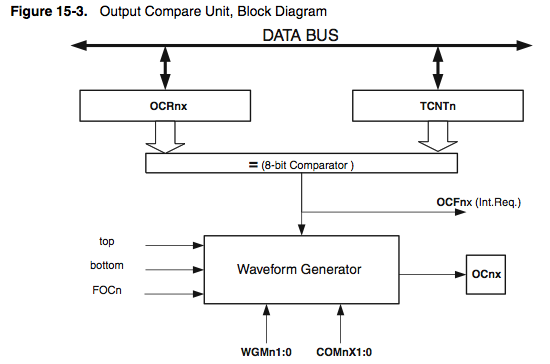 Figure 15-3. Output Compare Unit, Block Diagram
DATA BUS
OCRnx
TCNTn
= (8-bit Comparator )
OCFnx (Int.Req.)
top
bottom
FOCn
Waveform Generator
OCnx
WGMn1:0
COMnX1:0